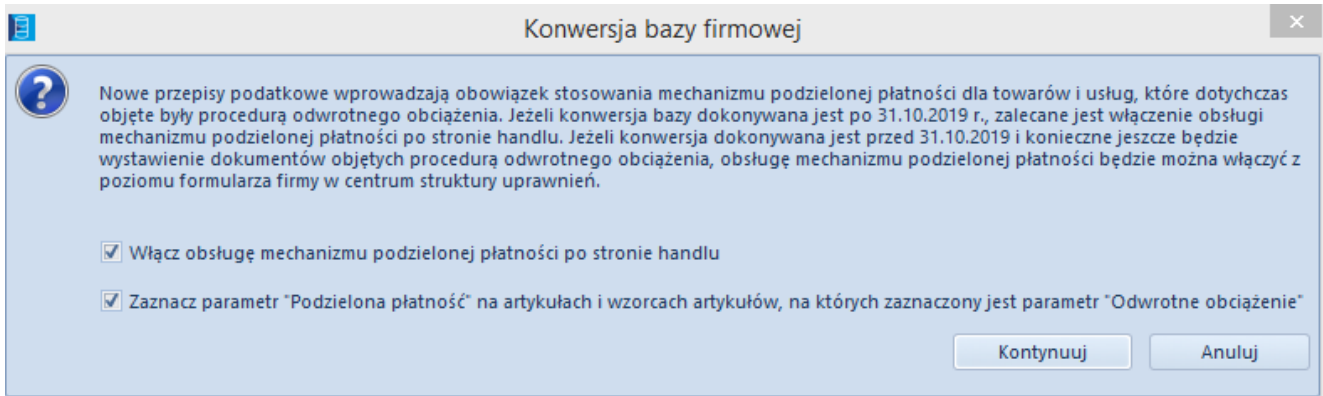 Konwersja bazy firmowej
Nowe przepisy podatkowe wprowadzają obowiązek stosowania mechanizmu podzielonej płatności dla towarów i usług, które dotychczas
objęte były procedurą odwrotnego obciążenia. Jeżeli konwersja bazy dokonywana jest po 31.10.2019 r., zalecane jest włączenie obsługi
mechanizmu podzielonej płatności po stronie handlu. Jeżeli konwersja dokonywana jest przed 31.10.2019 i konieczne jeszcze będzie
wystawienie dokumentów objętych procedurą odwrotnego obciążenia, obsługę mechanizmu podzielonej płatności będzie można włączyć z
poziomu formularza firmy w centrum struktury uprawnień.
Włącz obsługę mechanizmu podzielonej płatności po stronie handlu
Zaznacz parametr "Podzielona płatność" na artykułach i wzorcach artykułów, na których zaznaczony jest parametr "Odwrotne obciążenie"
Kontynuuj Anuluj